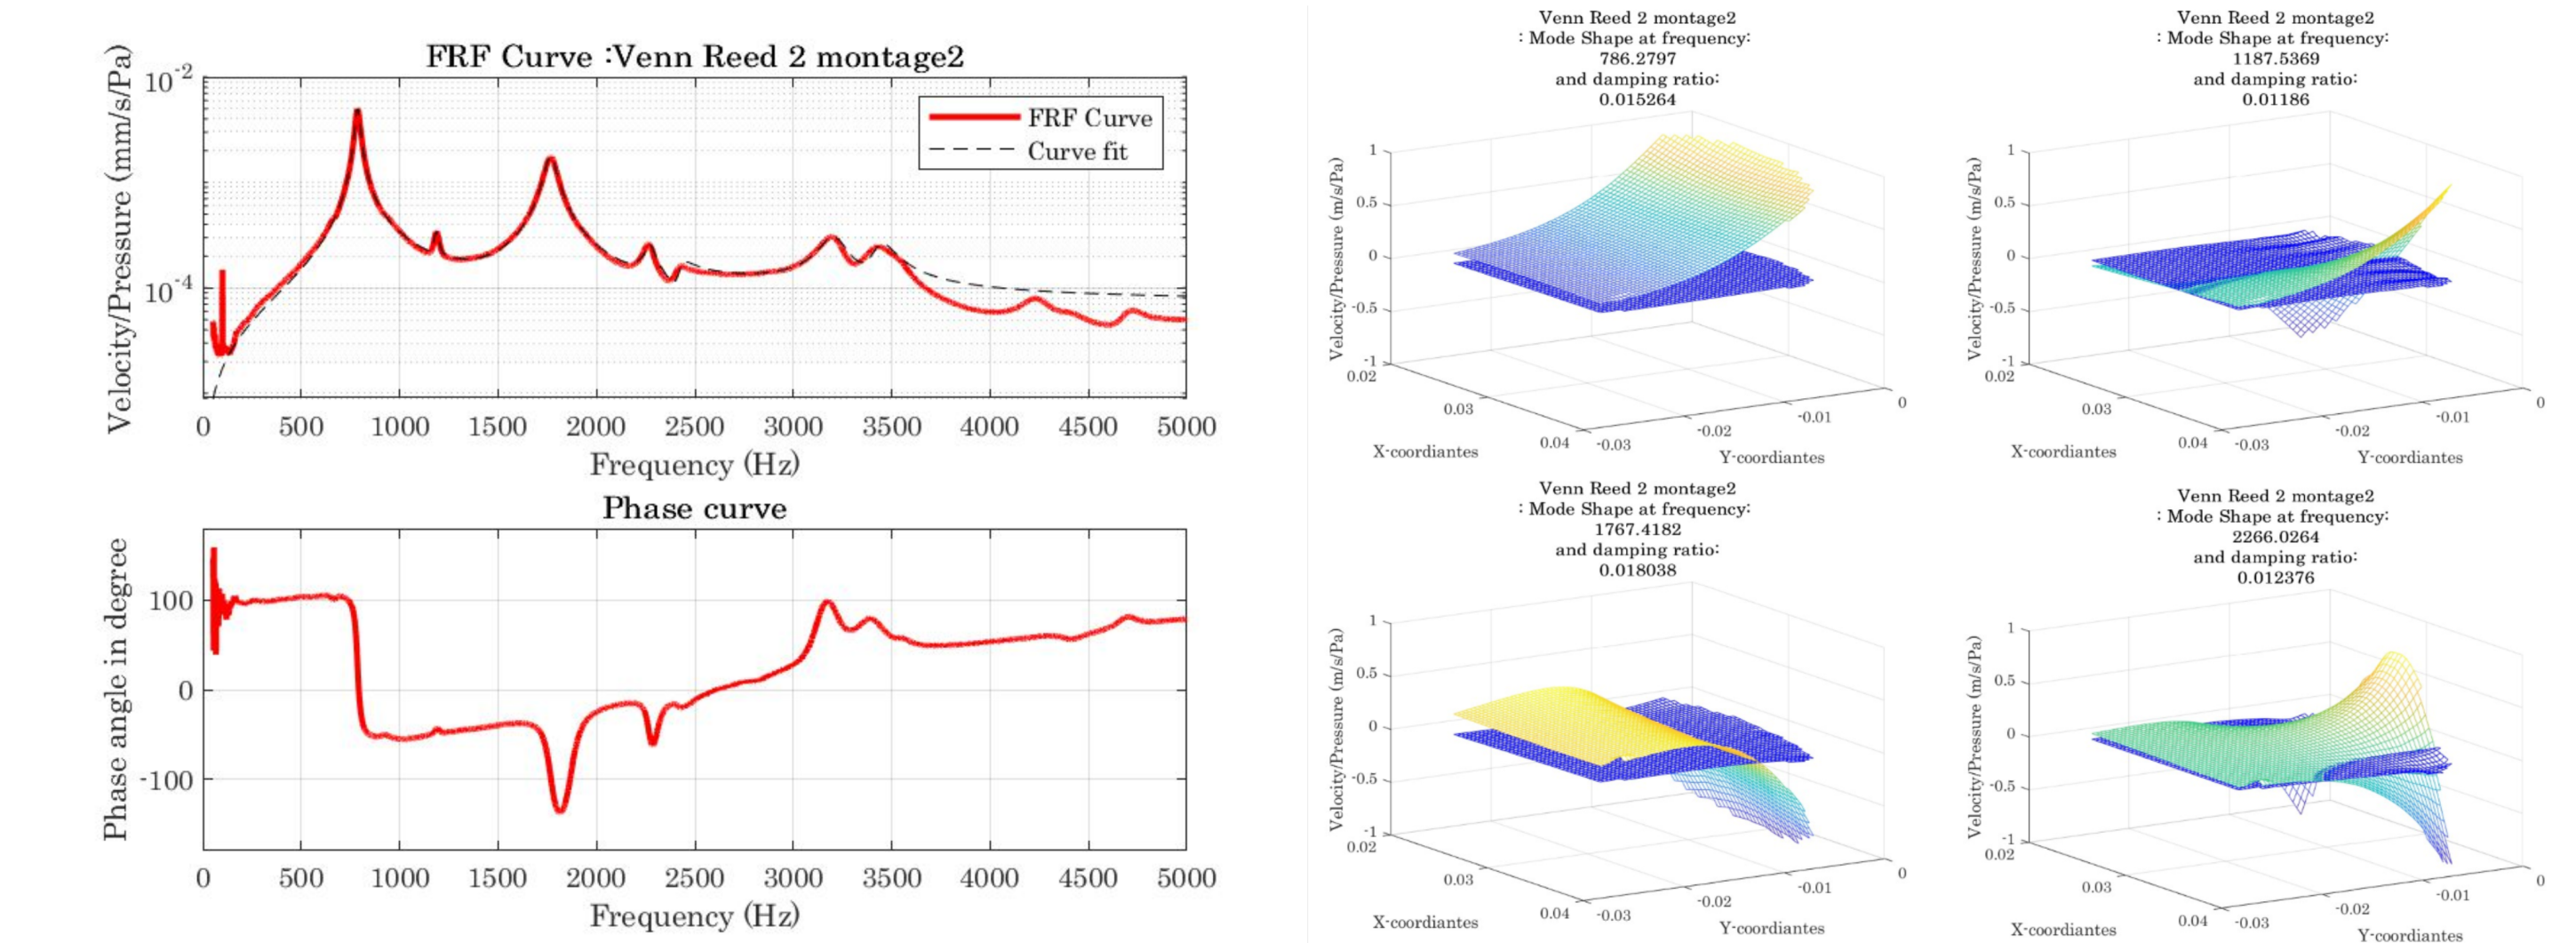 FRF Curve :Venn Reed 2 montage2
Velocity/Pressure (mm/s/Pa)
10-2
10-4
FRF Curve
Curve fit
0 500 1000 1500 2000 2500 3000 3500 4000 4500 5000
Frequency (Hz)
Phase curve
Phase angle in degree
100
0
-100
0 500 1000 1500 2000 2500 3000 3500 4000 4500 5000
Frequency (Hz)
Venn Reed 2 montage2
: Mode Shape at frequency:
786.2797
and damping ratio:
0.015264
Velocity/Pressure (m/s/Pa)
1
0.5
0
-0.5
-1
0.02
0.03
0.04
X-coordiantes
-0.03
-0.02
-0.01
0
Y-coordiantes
Venn Reed 2 montage2
: Mode Shape at frequency:
1187.5369
and damping ratio:
0.01186
Velocity/Pressure (m/s/Pa)
1
0.5
0
-0.5
-1
0.02
0.03
0.04
X-coordiantes
-0.03
-0.02
-0.01
0
Y-coordiantes
Venn Reed 2 montage2
: Mode Shape at frequency:
1767.4182
and damping ratio:
0.018038
Velocity/Pressure (m/s/Pa)
1
0.5
0
-0.5
-1
0.02
0.03
0.04
X-coordiantes
-0.03
-0.02
-0.01
0
Y-coordiantes
Venn Reed 2 montage2
: Mode Shape at frequency:
2266.0264
and damping ratio:
0.012376
Velocity/Pressure (m/s/Pa)
1
0.5
0
-0.5
-1
0.02
0.03
0.04
X-coordiantes
-0.03
-0.02
-0.01
0
Y-coordiantes